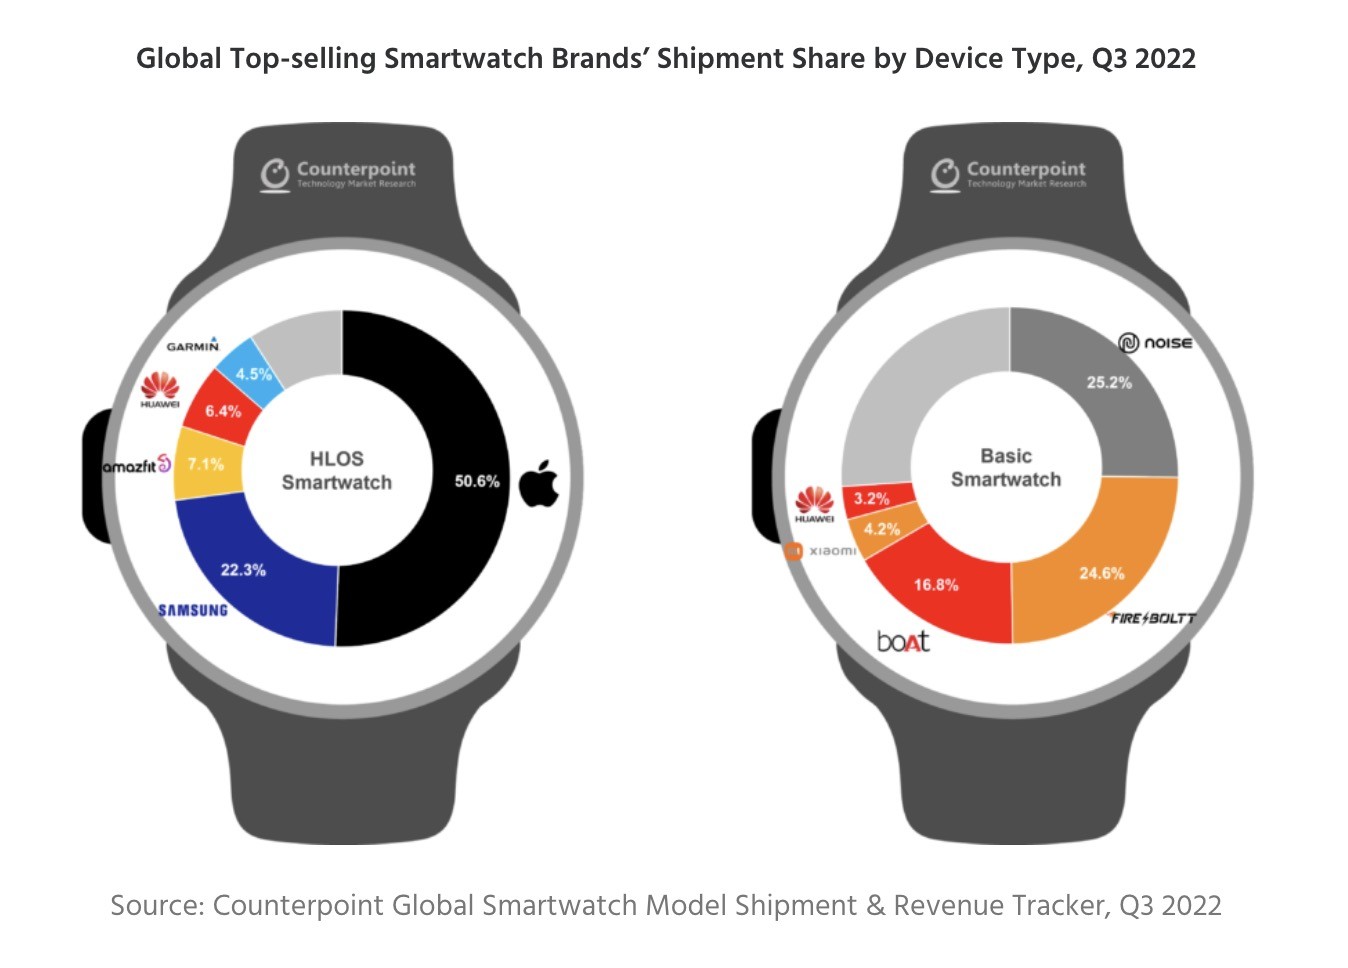 Global Top-selling Smartwatch Brands’ Shipment Share by Device Type, Q3 2022
Counterpoint
Technology Market Research
GARMIN
4.5%
HUAWEI
6.4%
amazfit
7.1%
HLOS
Smartwatch
50.6%
22.3%
SAMSUNG
Counterpoint
Technology Market Research
NOISE
25.2%
Basic
Smartwatch
HUAWEI
3.2%
4.2%
xiaomi
24.6%
16.8%
FIRE BOLTT
boAt
Source: Counterpoint Global Smartwatch Model Shipment & Revenue Tracker, Q3 2022